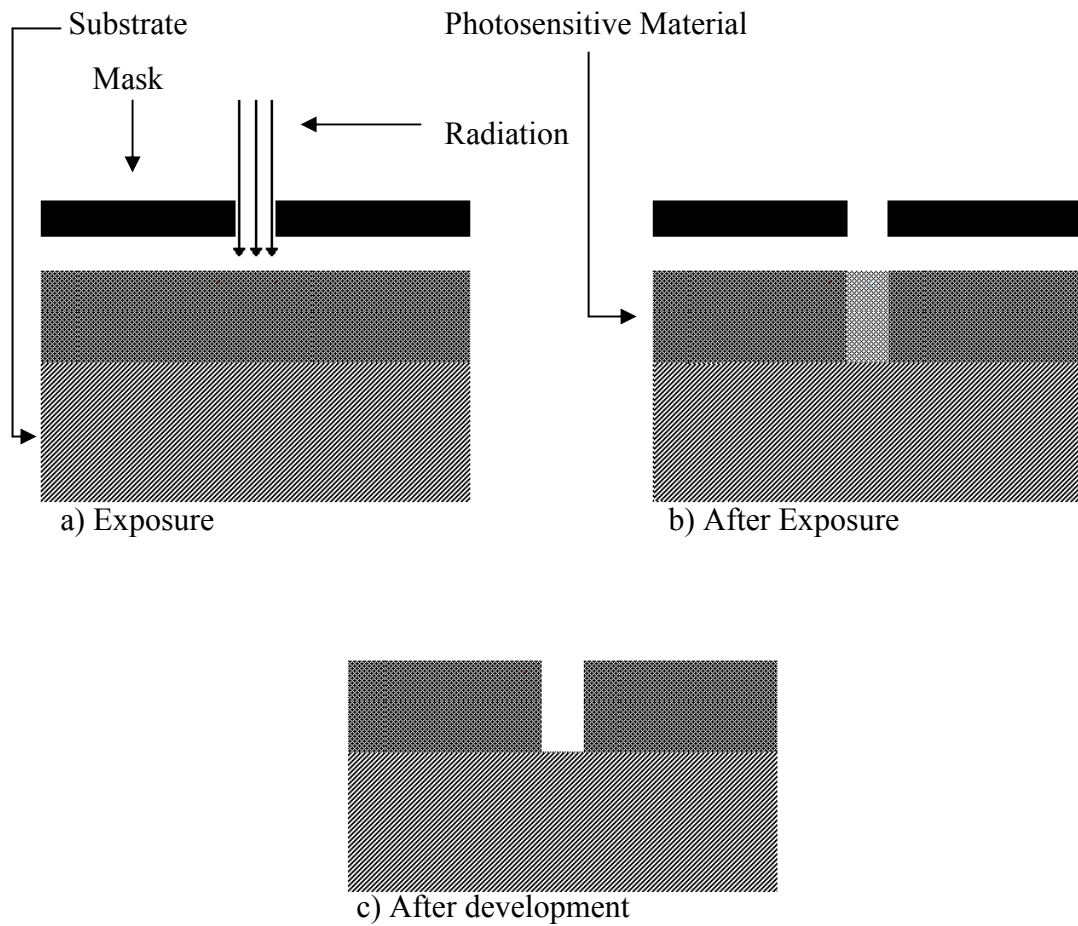 Substrate
Photosensitive Material
Mask
Radiation
a) Exposure
b) After Exposure
c) After development